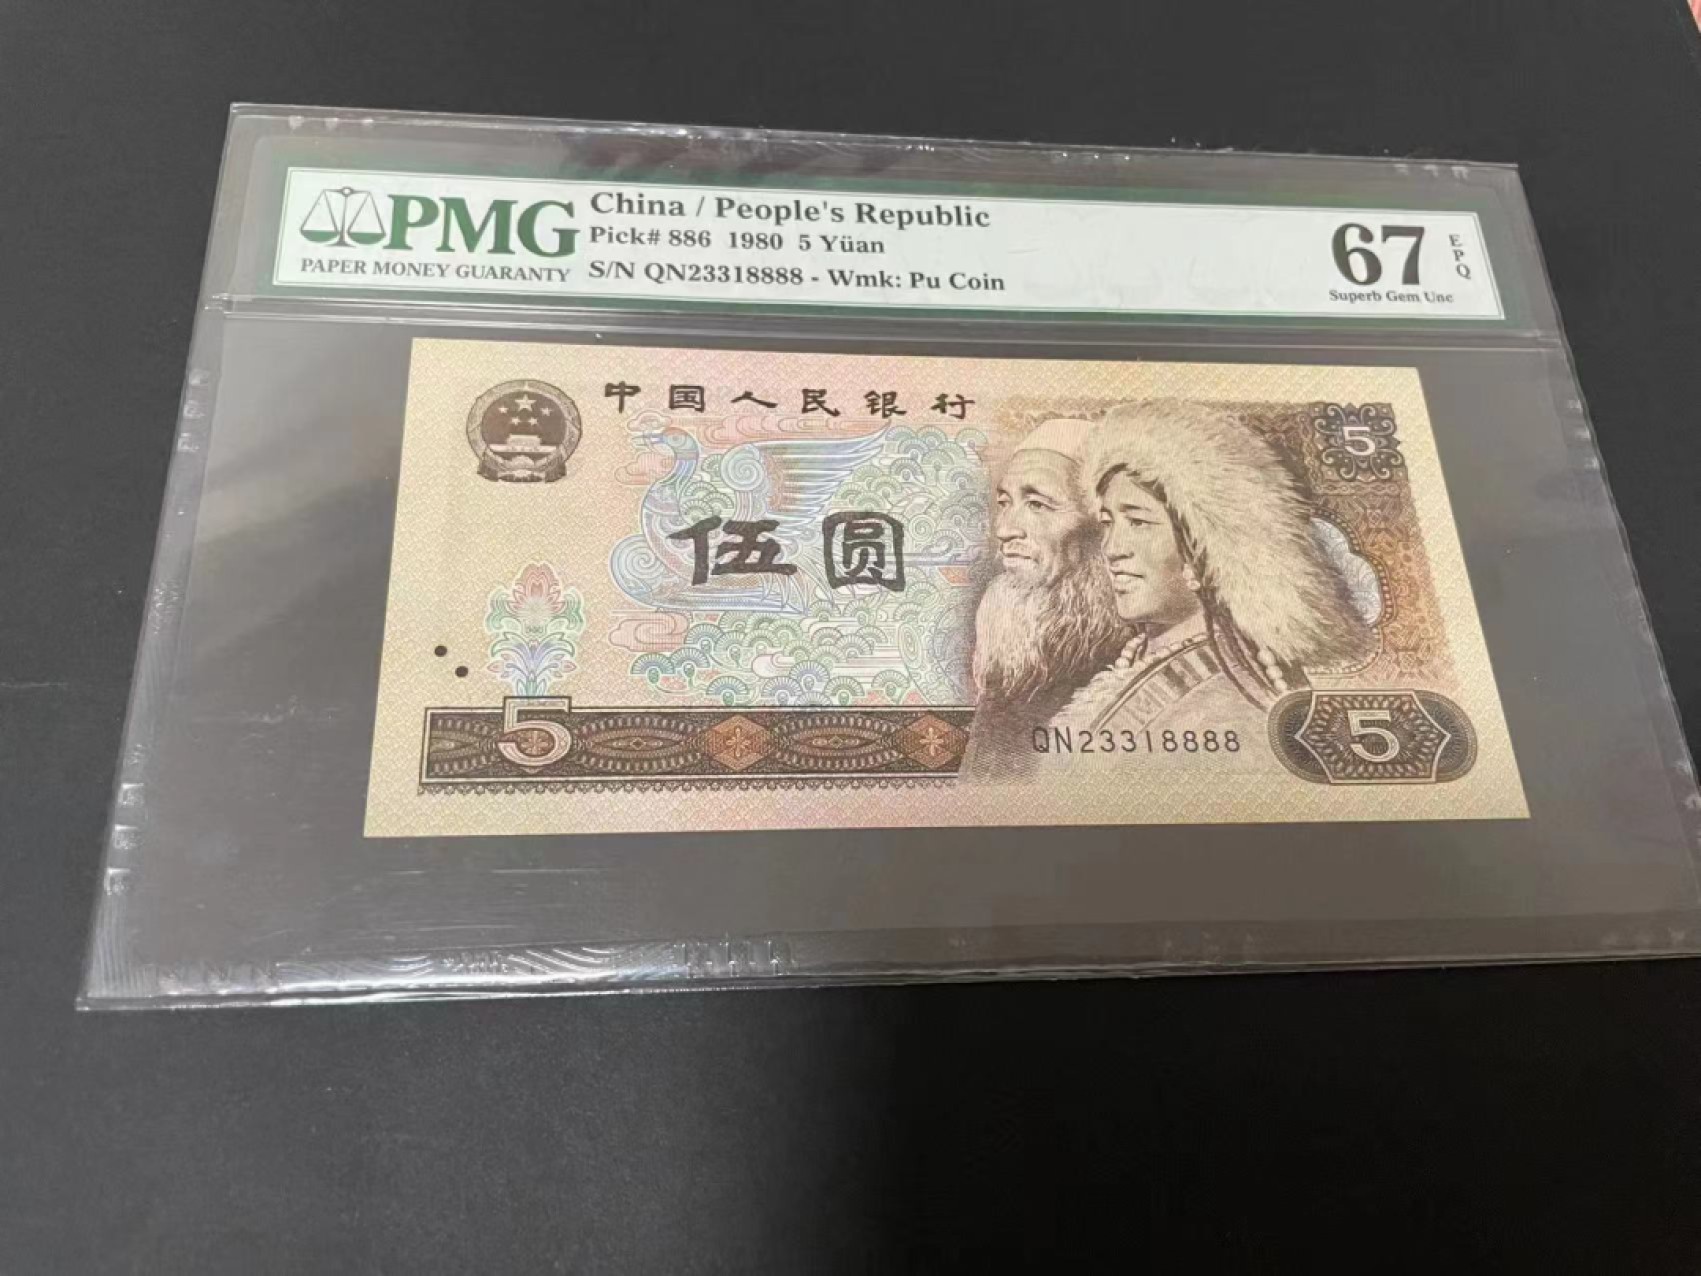 PMG
PAPER MONEY GUARANTY
China / People's Republic
Pick# 886 1980 5 Yüan
S/N QN23318888 - Wmk: Pu Coin
67
EPQ
Superb Gem Unc
中国人民银行
5
伍圆
5
QN23318888
5